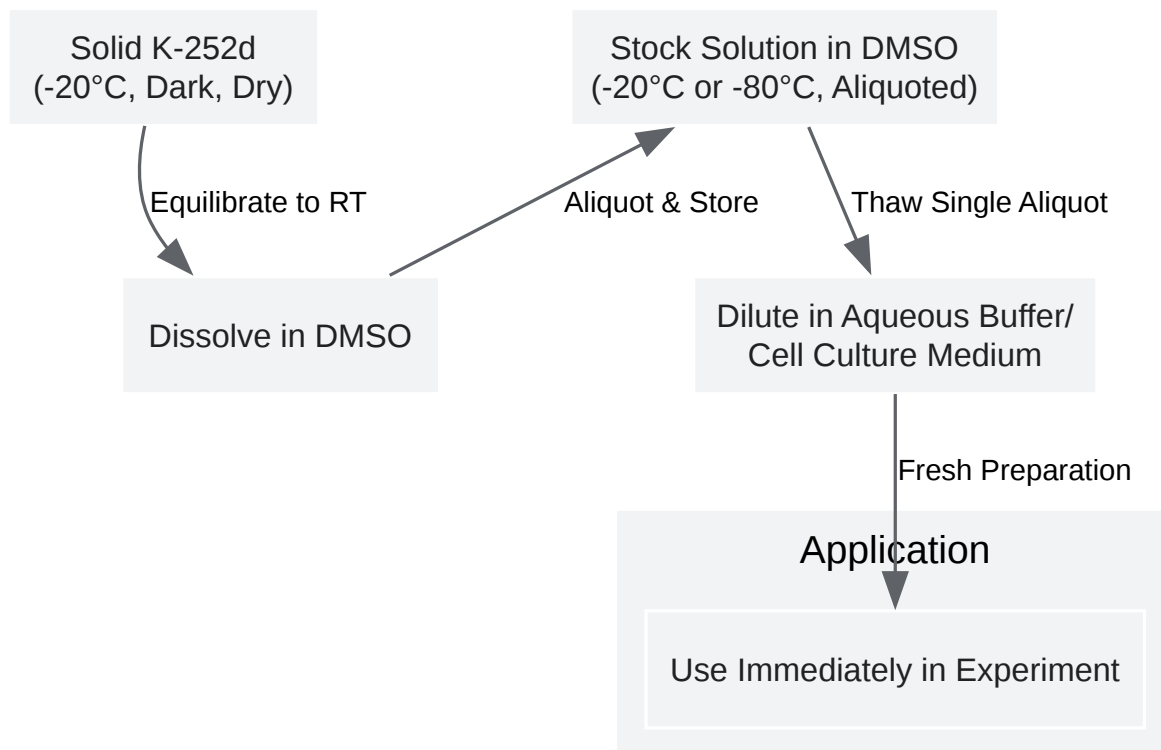 Solid K-252d
(-20°C, Dark, Dry)
Stock Solution in DMSO
(-20°C or -80°C, Aliquoted)
Equilibrate to RT
Aliquot & Store
Thaw Single Aliquot
Dissolve in DMSO
Dilute in Aqueous Buffer/
Cell Culture Medium
Fresh Preparation
Application
Use Immediately in Experiment